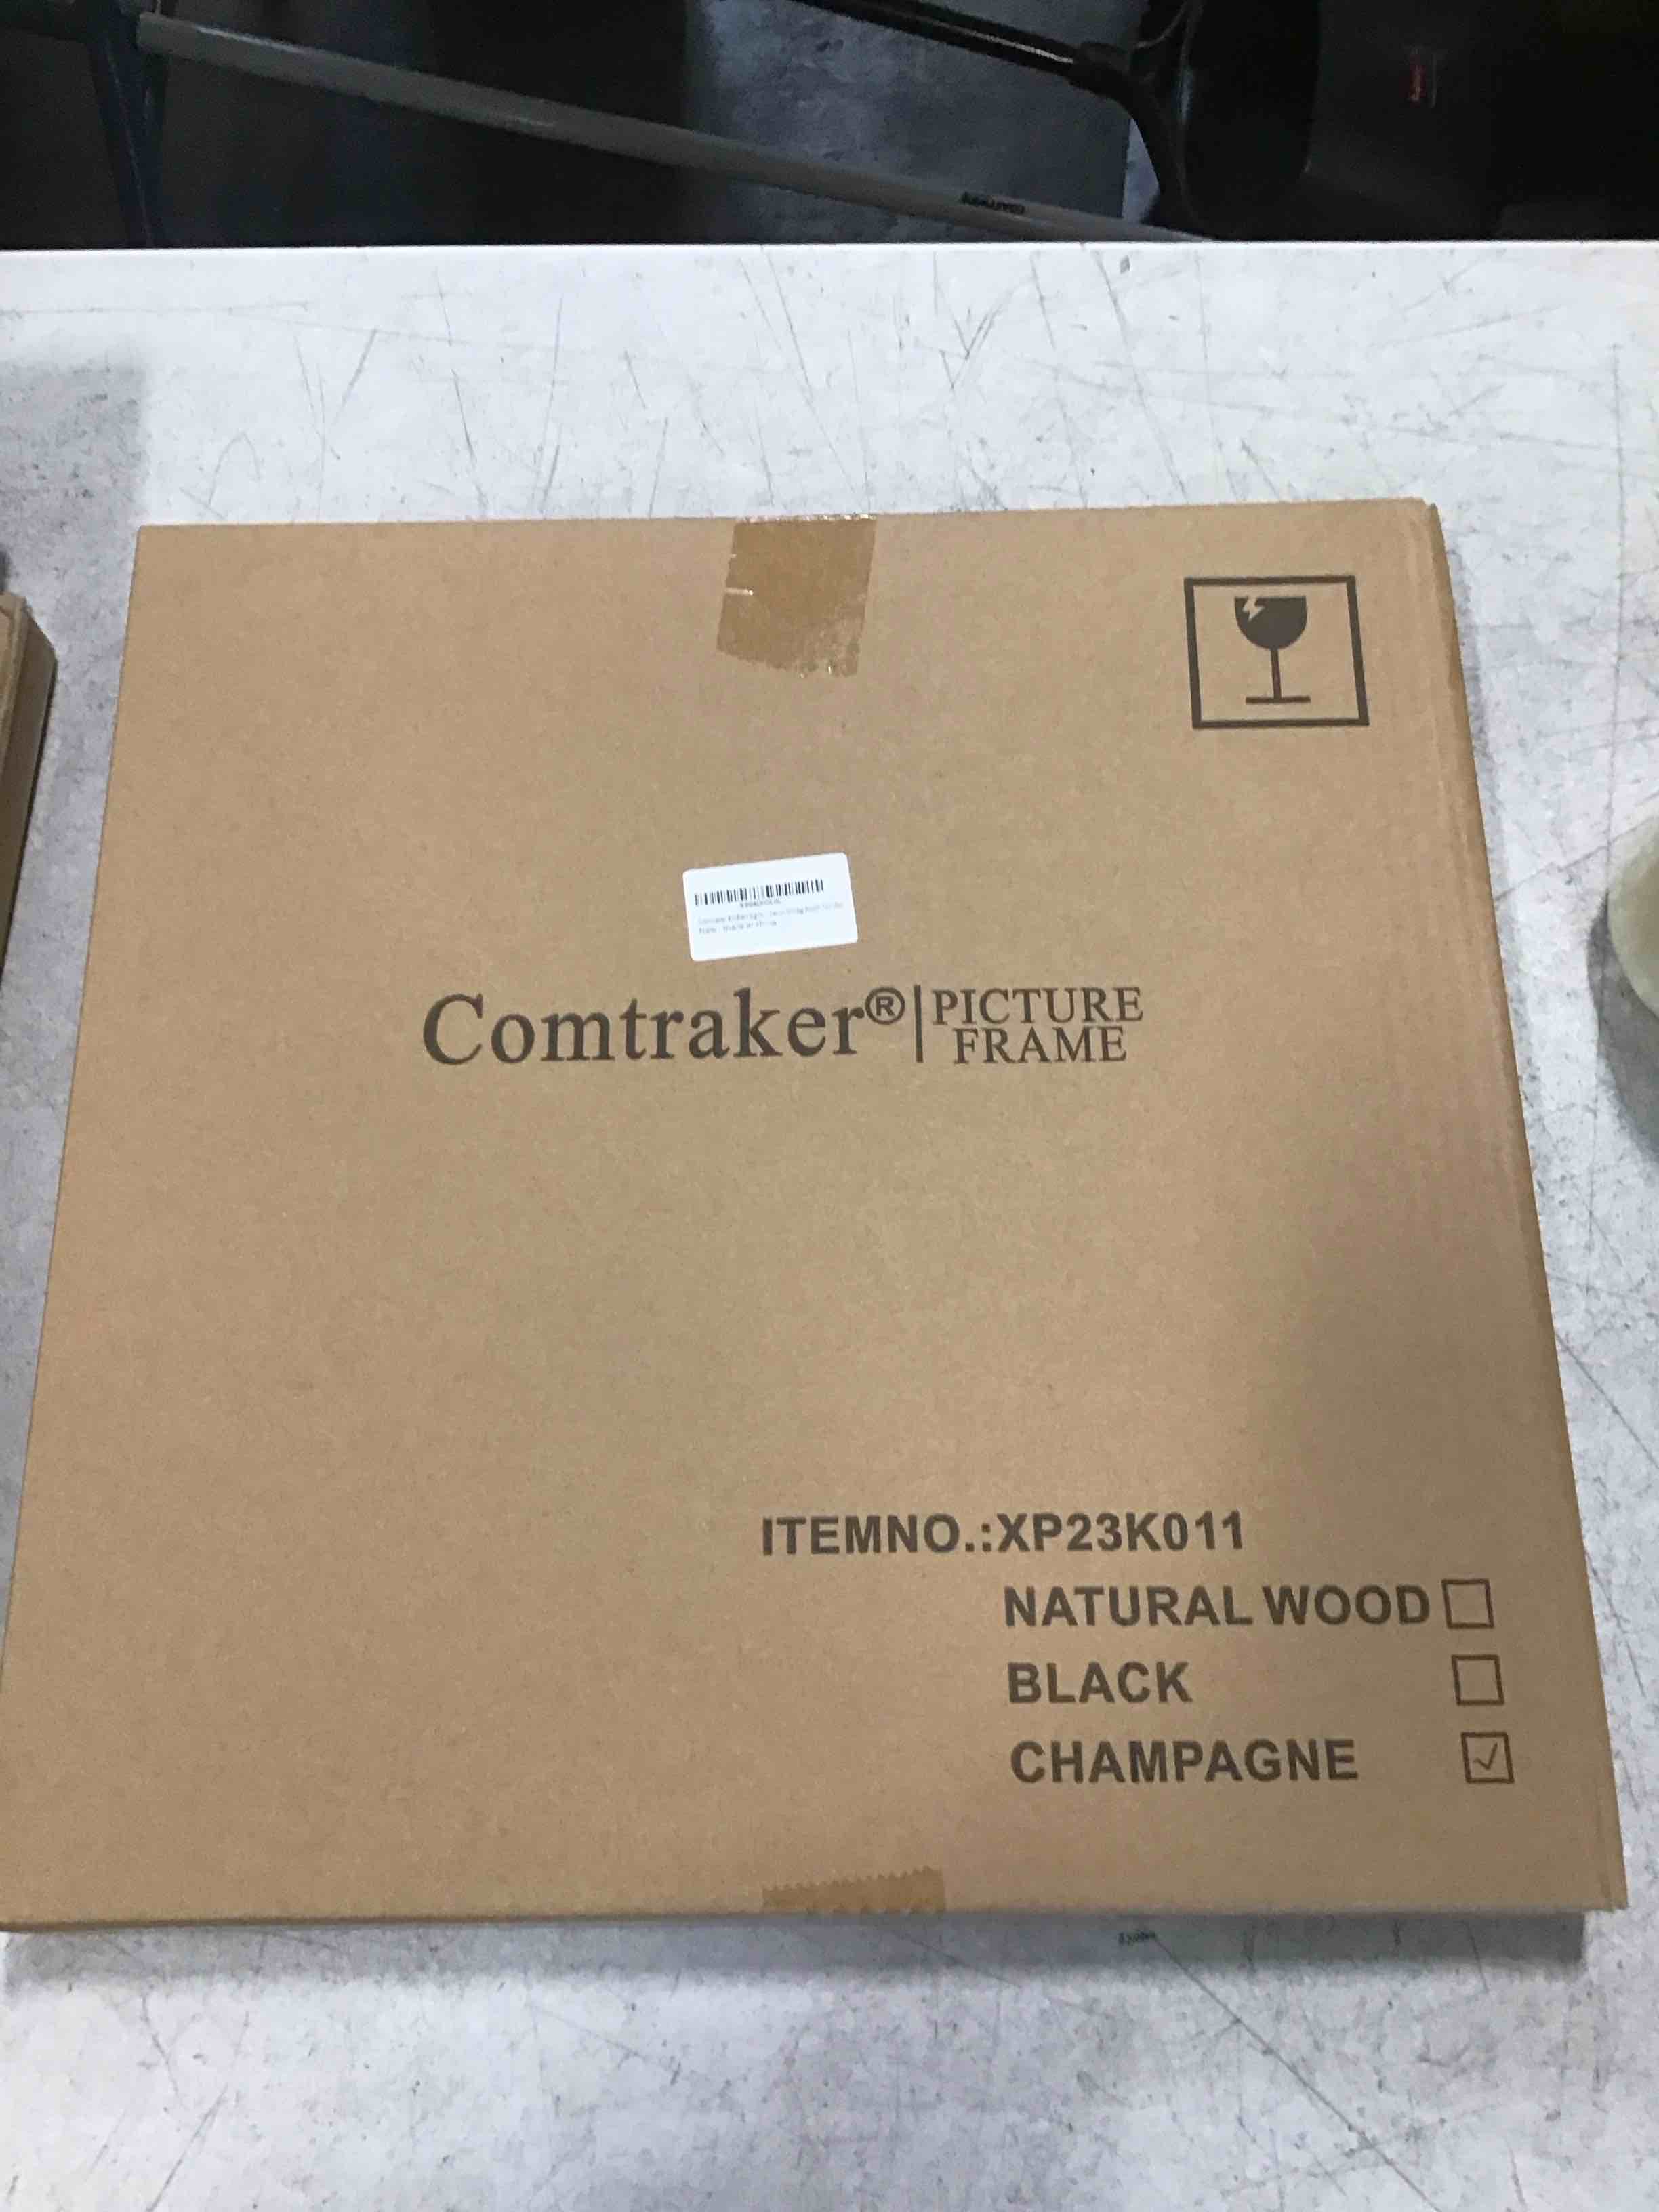 Comtraker® | PICTURE FRAME
ITEMNO.:XP23K011
NATURAL WOOD
BLACK
CHAMPAGNE